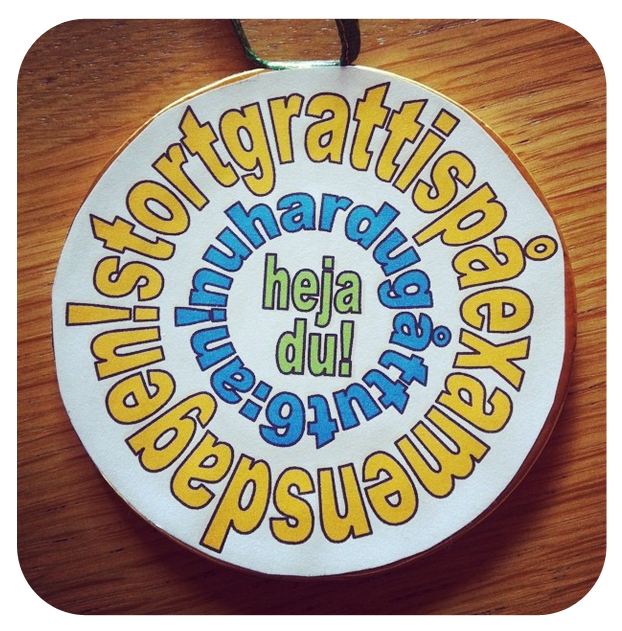 stortgrattispåexamensdagen!
nuhardugåttut6:an!
heja
du!